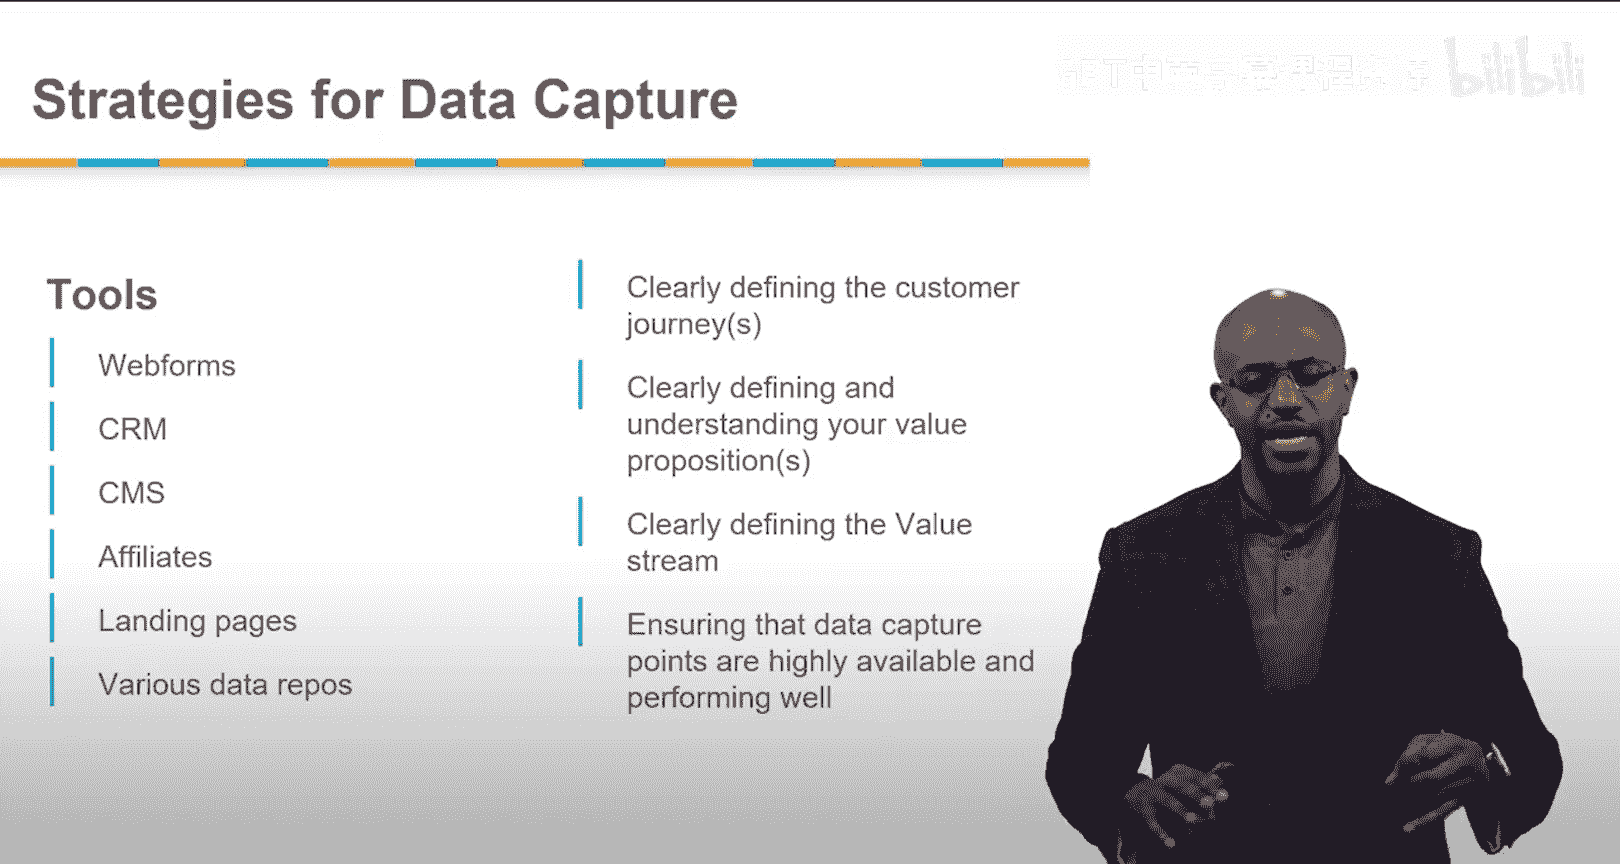 Strategies for Data Capture
bilibili
Tools
Webforms
CRM
CMS
Affiliates
Landing pages
Various data repos
Clearly defining the customer
journey(s)
Clearly defining and
understanding your value
proposition(s)
Clearly defining the Value
stream
Ensuring that data capture
points are highly available and
performing well